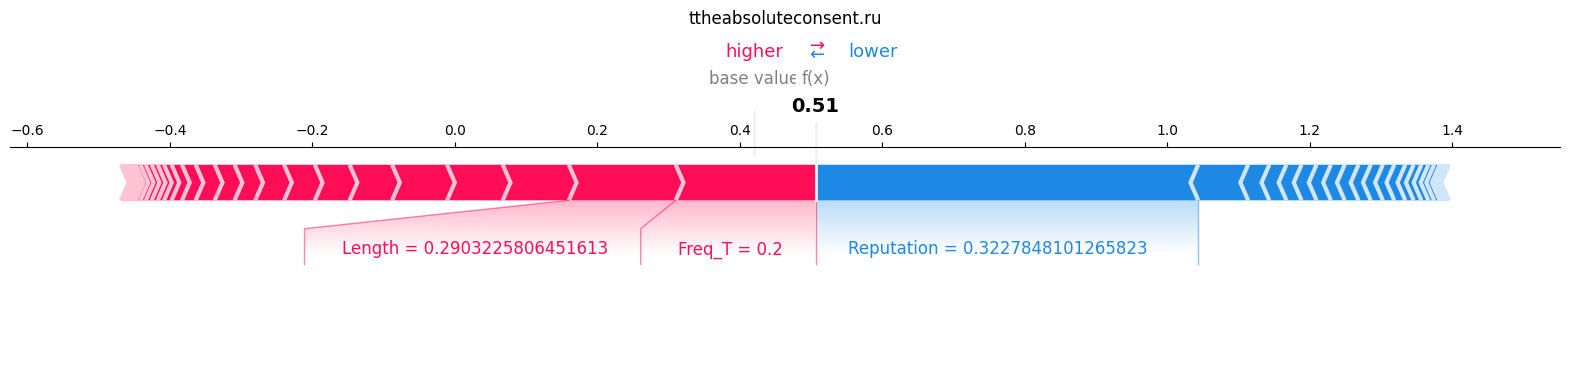 ttheabsoluteconsent.ru
higher ⇄ lower
base value f(x)
0.51
−0.6 −0.4 −0.2 0.0 0.2 0.4 0.6 0.8 1.0 1.2 1.4
Length = 0.2903225806451613 Freq_T = 0.2 Reputation = 0.3227848101265823